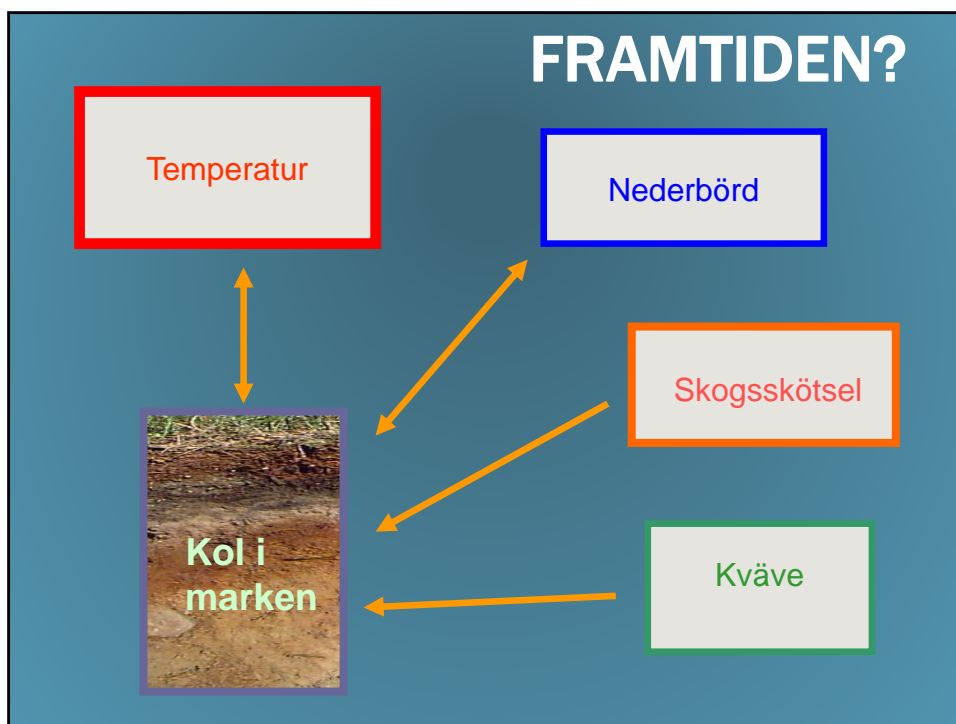 FRAMTIDEN?
Temperatur
Nederbörd
Skogsskötsel
Kol i
marken
Kväve